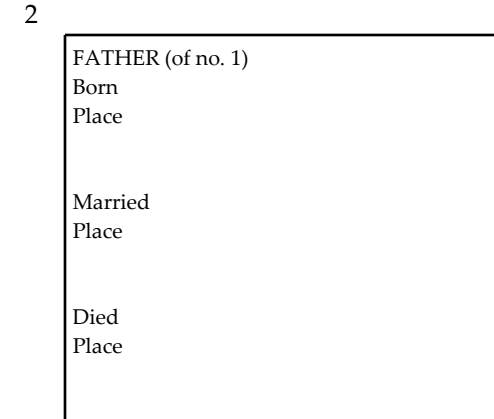 2
FATHER (of no. 1)
Born
Place
Married
Place
Died
Place